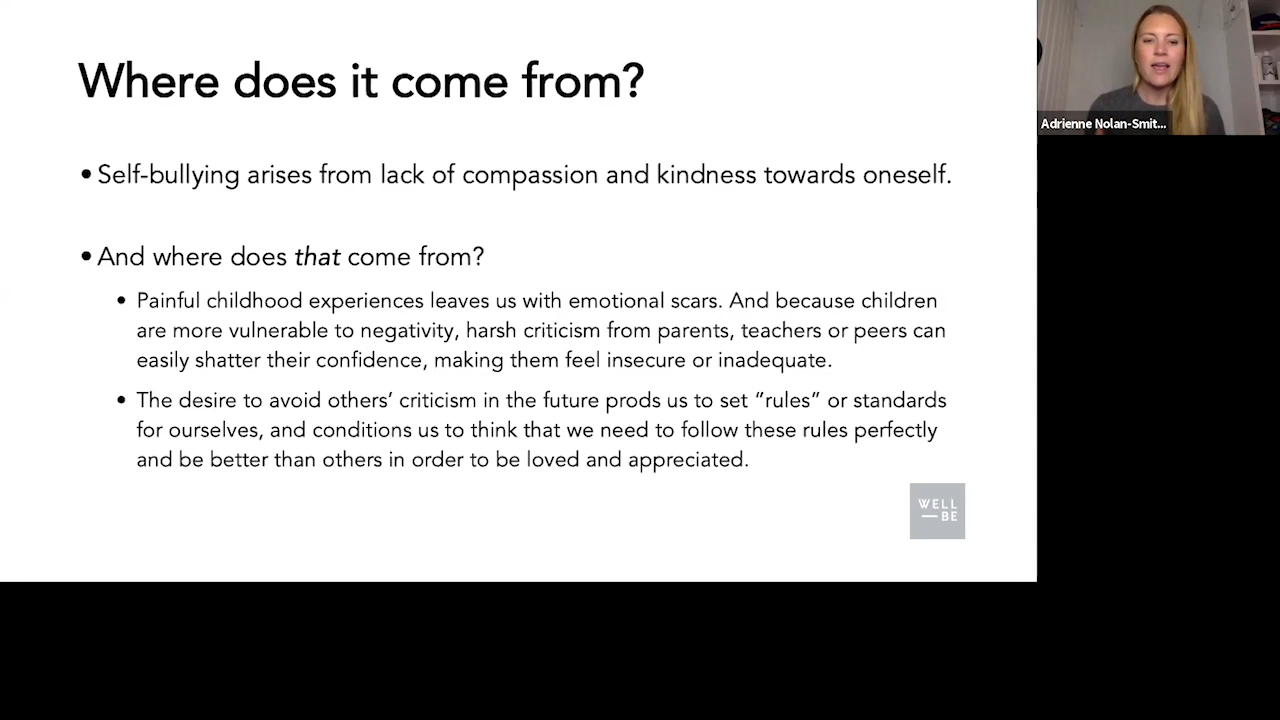 Where does it come from?
Adrienne Nolan-Smit...
• Self-bullying arises from lack of compassion and kindness towards oneself.
• And where does that come from?
• Painful childhood experiences leaves us with emotional scars. And because children
are more vulnerable to negativity, harsh criticism from parents, teachers or peers can
easily shatter their confidence, making them feel insecure or inadequate.
• The desire to avoid others’ criticism in the future prods us to set “rules” or standards
for ourselves, and conditions us to think that we need to follow these rules perfectly
and be better than others in order to be loved and appreciated.
WELL
—BE